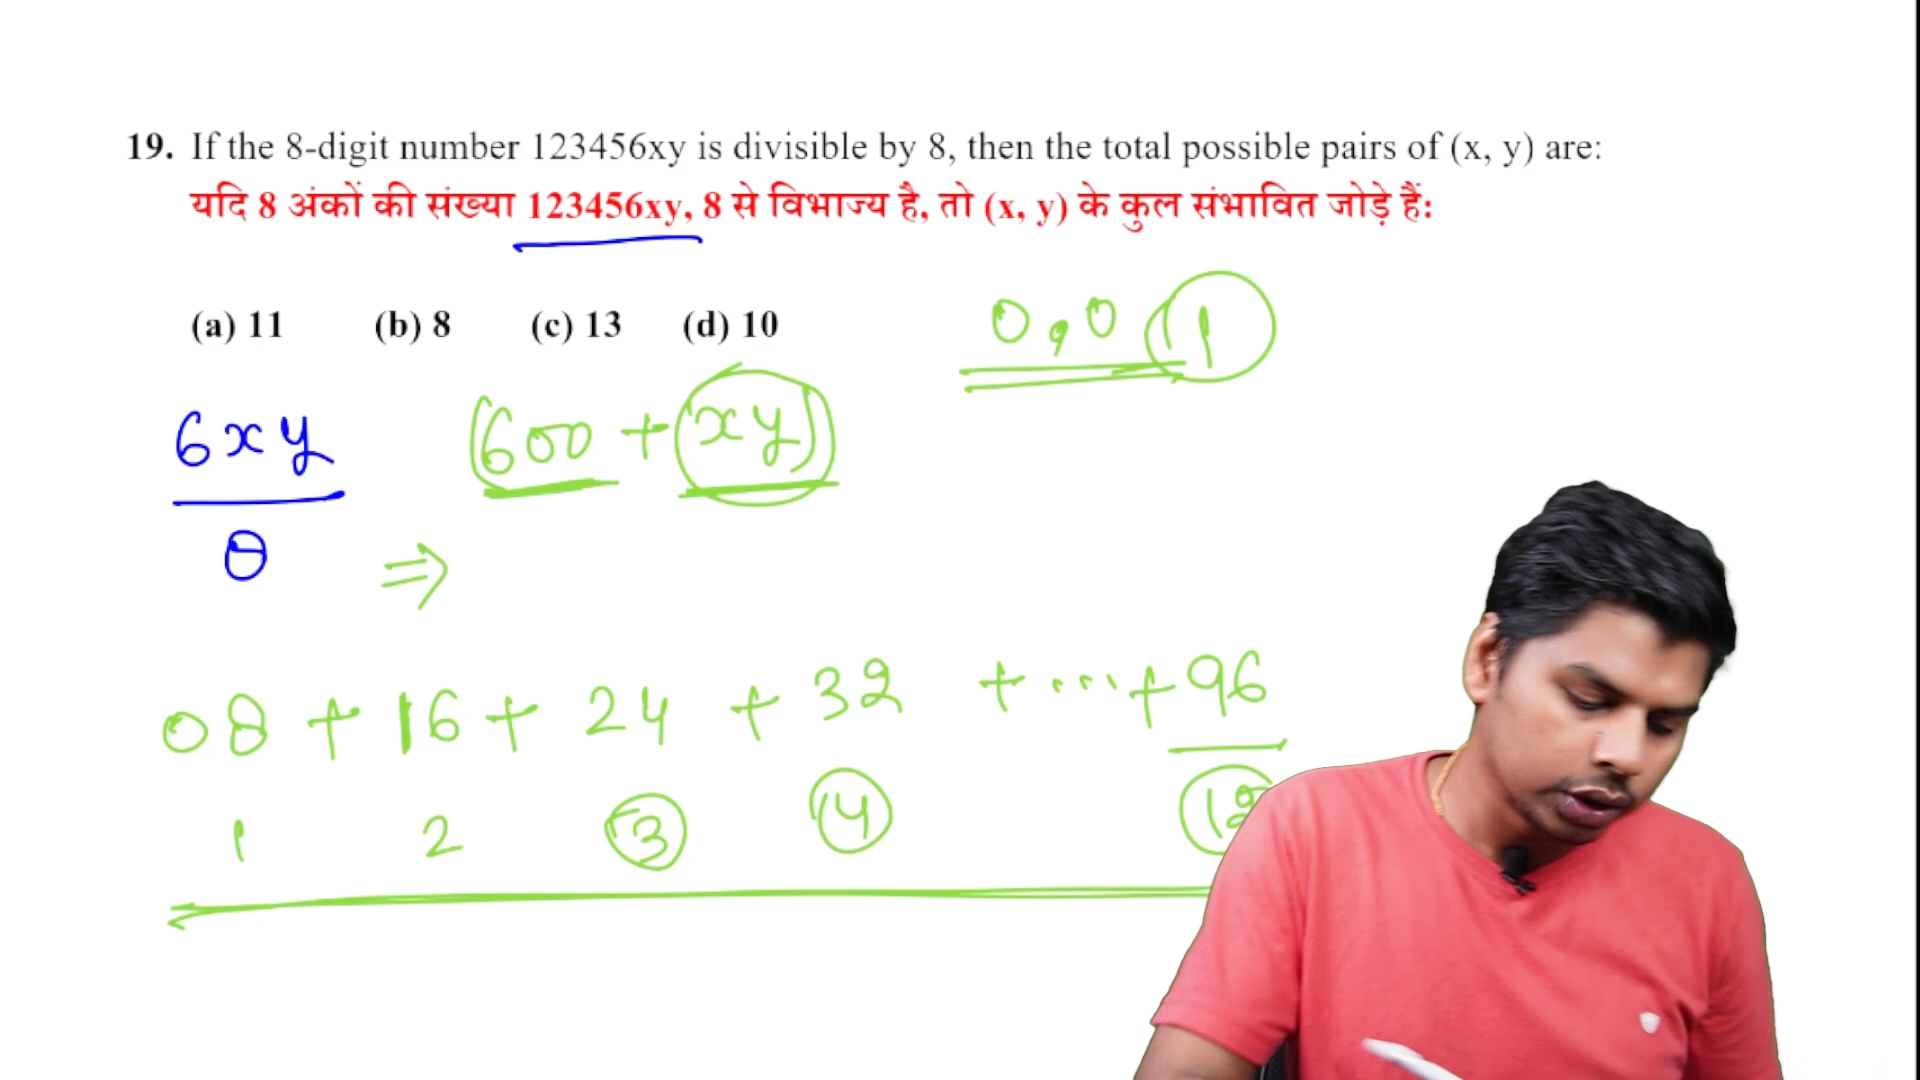 19. If the 8-digit number 123456xy is divisible by 8, then the total possible pairs of (x, y) are:
यदि 8 अंकों की संख्या 123456xy, 8 से विभाज्य है, तो (x, y) के कुल संभावित जोड़े हैं:
(a) 11 (b) 8 (c) 13 (d) 10
0,0 1
6xy
8
(600 + (xy))
⇒
08 + 16 + 24 + 32 + ... + 96
1 2 3 4 12